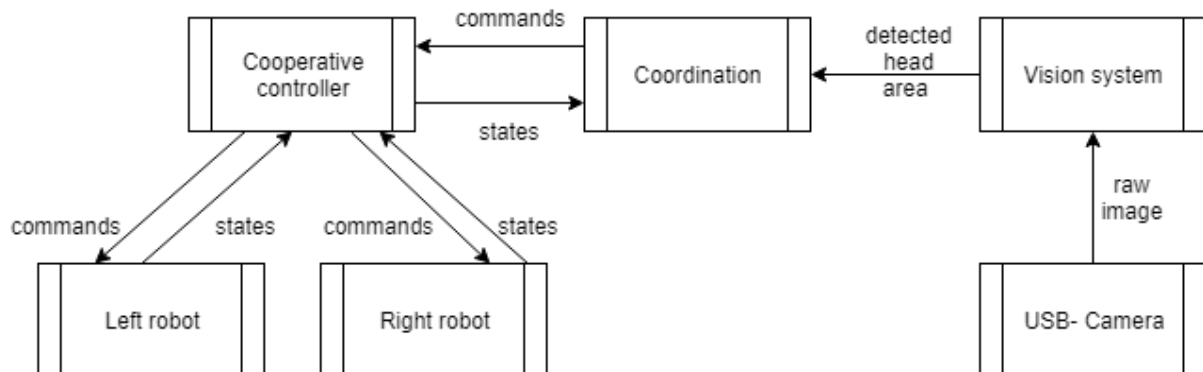 commands
Cooperative
controller
Coordination
detected
head
area
Vision system
states
raw
image
commands
states
commands
states
Left robot
Right robot
USB- Camera